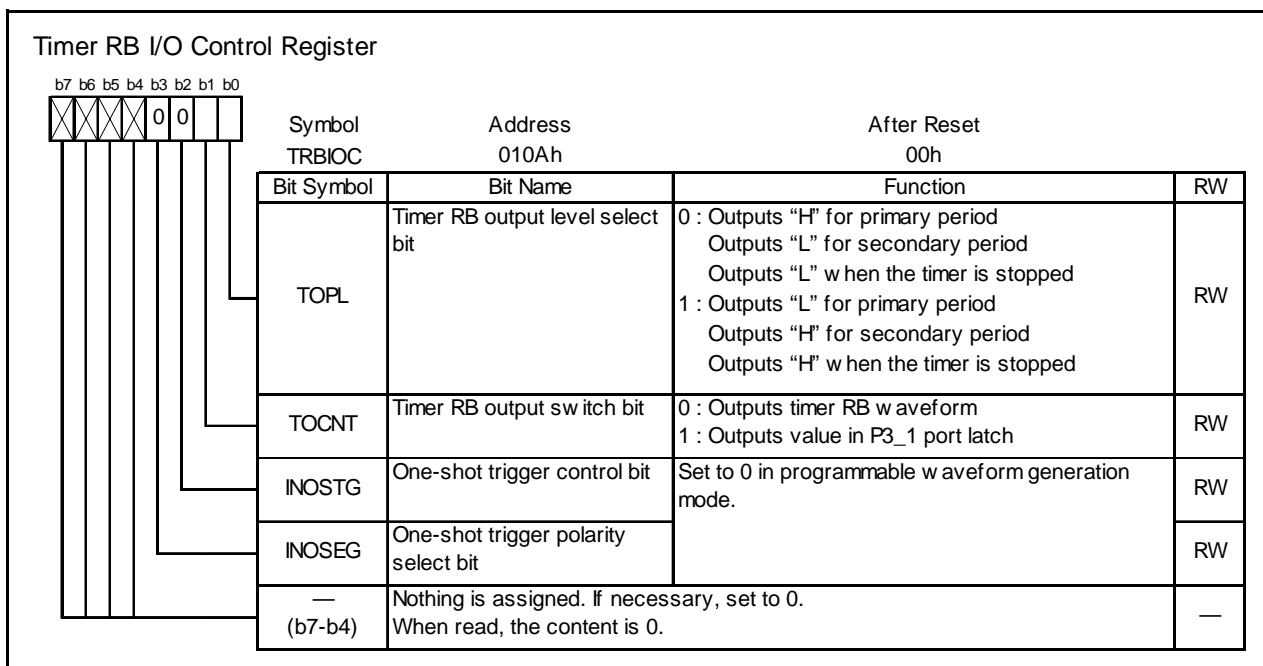 Timer RB I/O Control Register
b7 b6 b5 b4 b3 b2 b1 b0
0 0
Symbol Address After Reset
TRBIOC 010Ah 00h
Bit Symbol Bit Name Function RW
TOPL
Timer RB output level select
bit
0 : Outputs “H” for primary period
Outputs “L” for secondary period
Outputs “L” when the timer is stopped
1 : Outputs “L” for primary period
Outputs “H” for secondary period
Outputs “H” when the timer is stopped
RW
TOCNT
Timer RB output switch bit
0 : Outputs timer RB waveform
1 : Outputs value in P3_1 port latch
RW
INOSTG
One-shot trigger control bit
Set to 0 in programmable waveform generation
mode.
RW
INOSEG
One-shot trigger polarity
select bit
RW
—
(b7-b4)
Nothing is assigned. If necessary, set to 0.
When read, the content is 0.
—